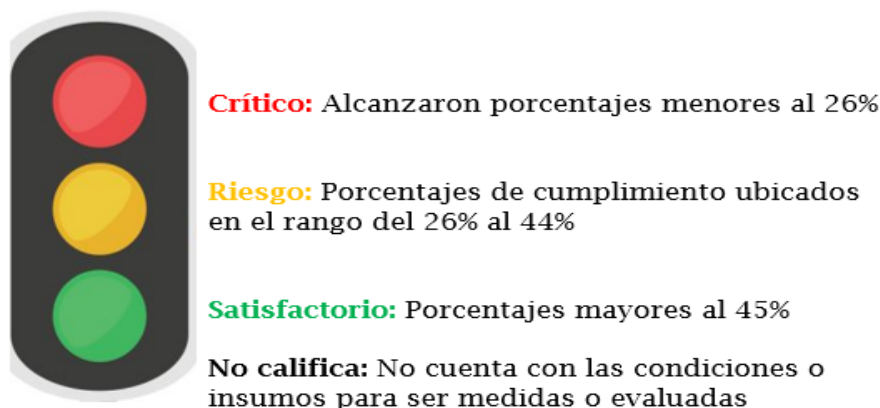 Crítico: Alcanzaron porcentajes menores al 26%
Riesgo: Porcentajes de cumplimiento ubicados
en el rango del 26% al 44%
Satisfactorio: Porcentajes mayores al 45%
No califica: No cuenta con las condiciones o
insumos para ser medidas o evaluadas